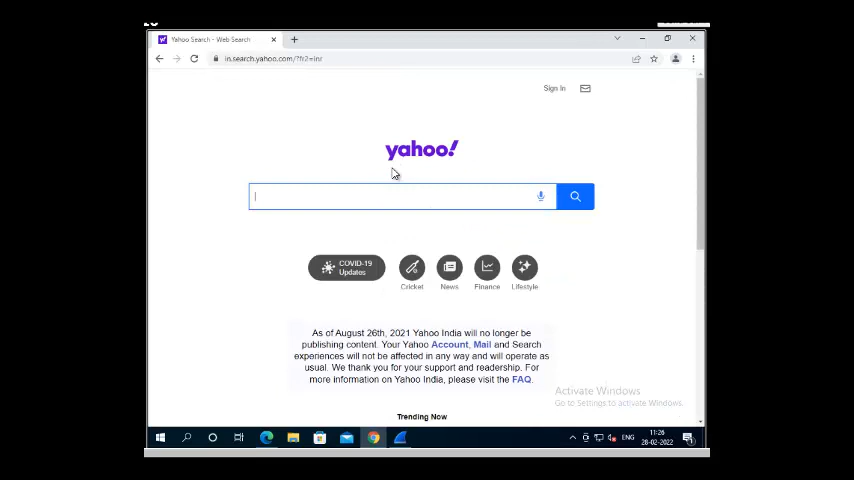 Yahoo Search - Web Search
in.search.yahoo.com/?fr2=inr
Sign In
yahoo!
COVID-19
Updates
Cricket
News
Finance
Lifestyle
As of August 26th, 2021 Yahoo India will no longer be
publishing content. Your Yahoo Account, Mail and Search
experiences will not be affected in any way and will operate as
usual. We thank you for your support and readership. For
more information on Yahoo India, please visit the FAQ.
Activate Windows
Go to Settings to activate Windows.
Trending Now
ENG
11:26
28-02-2022